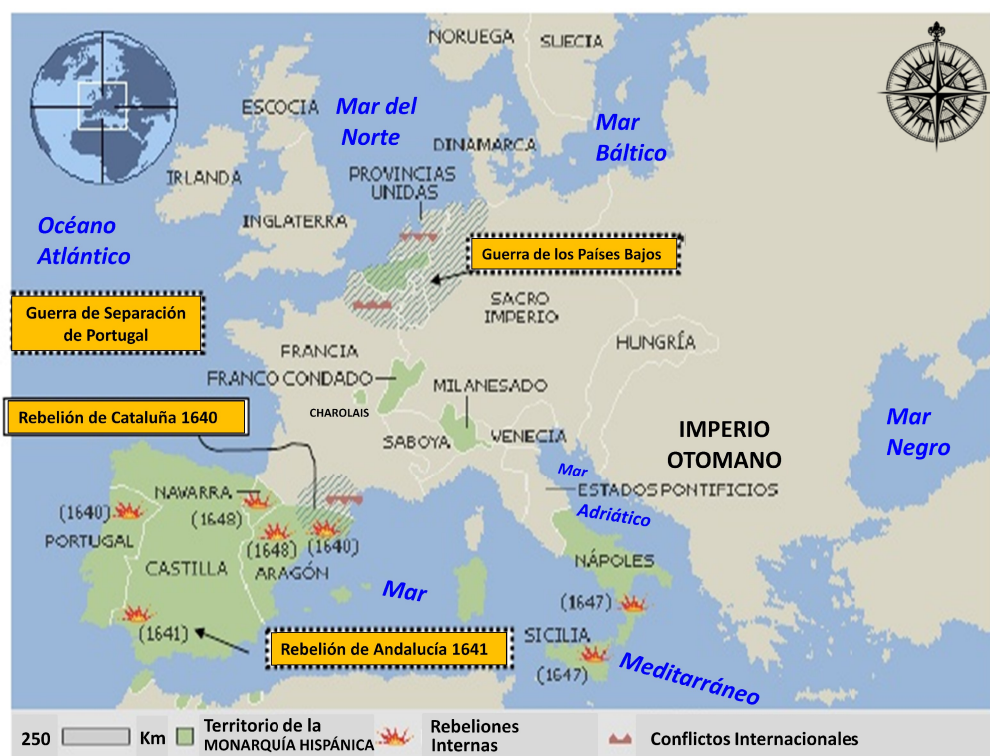 NORUEGA
SUECIA
ESCOCIA
Mar del
Norte
Mar
Báltico
DINAMARCA
IRLANDA
PROVINCIAS
UNIDAS
INGLATERRA
Océano
Atlántico
Guerra de los Países Bajos
Guerra de Separación
de Portugal
SACRO
IMPERIO
HUNGRÍA
FRANCIA
FRANCO CONDADO
MILANESADO
CHAROLAIS
Rebelión de Cataluña 1640
SABOYA
VENECIA
IMPERIO
OTOMANO
Mar
Negro
Mar
Adriático
ESTADOS PONTIFICIOS
NAVARRA
(1640)
(1648)
PORTUGAL
(1648)
(1640)
CASTILLA
ARAGÓN
NÁPOLES
Mar
(1647)
(1641)
Rebelión de Andalucía 1641
SICILIA
(1647)
Meditarráneo
250
Km
Territorio de la
MONARQUÍA HISPÁNICA
Rebeliones
Internas
Conflictos Internacionales